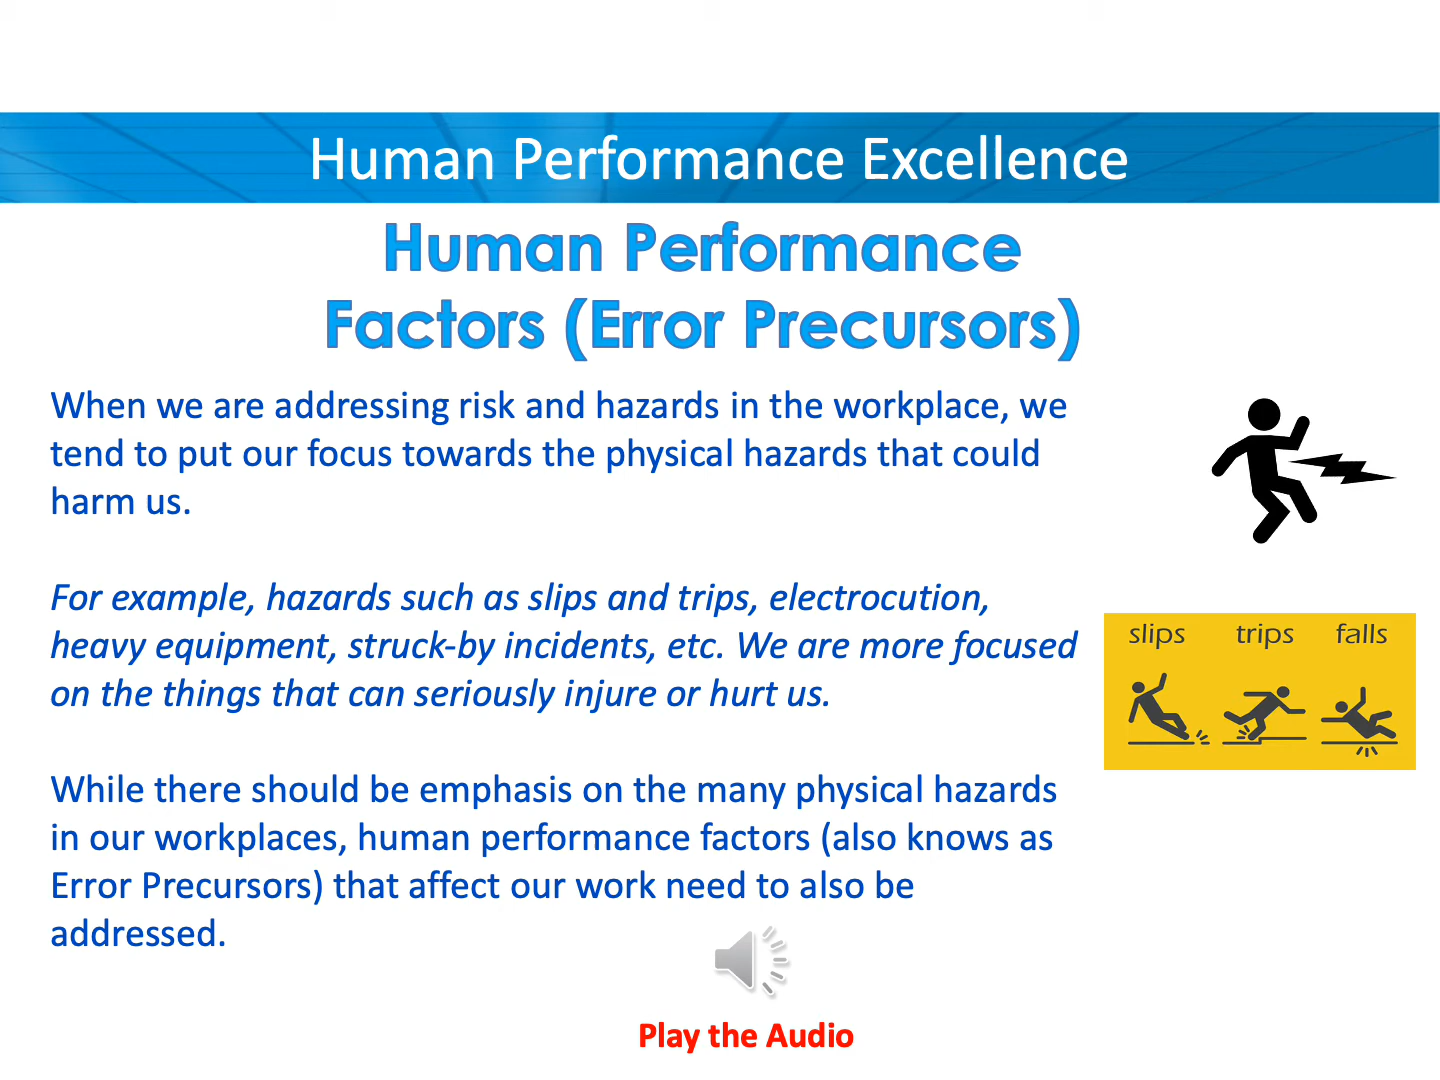 Human Performance Excellence
Human Performance
Factors (Error Precursors)
When we are addressing risk and hazards in the workplace, we
tend to put our focus towards the physical hazards that could
harm us.
For example, hazards such as slips and trips, electrocution,
heavy equipment, struck-by incidents, etc. We are more focused
on the things that can seriously injure or hurt us.
slips trips falls
While there should be emphasis on the many physical hazards
in our workplaces, human performance factors (also knows as
Error Precursors) that affect our work need to also be
addressed.
Play the Audio